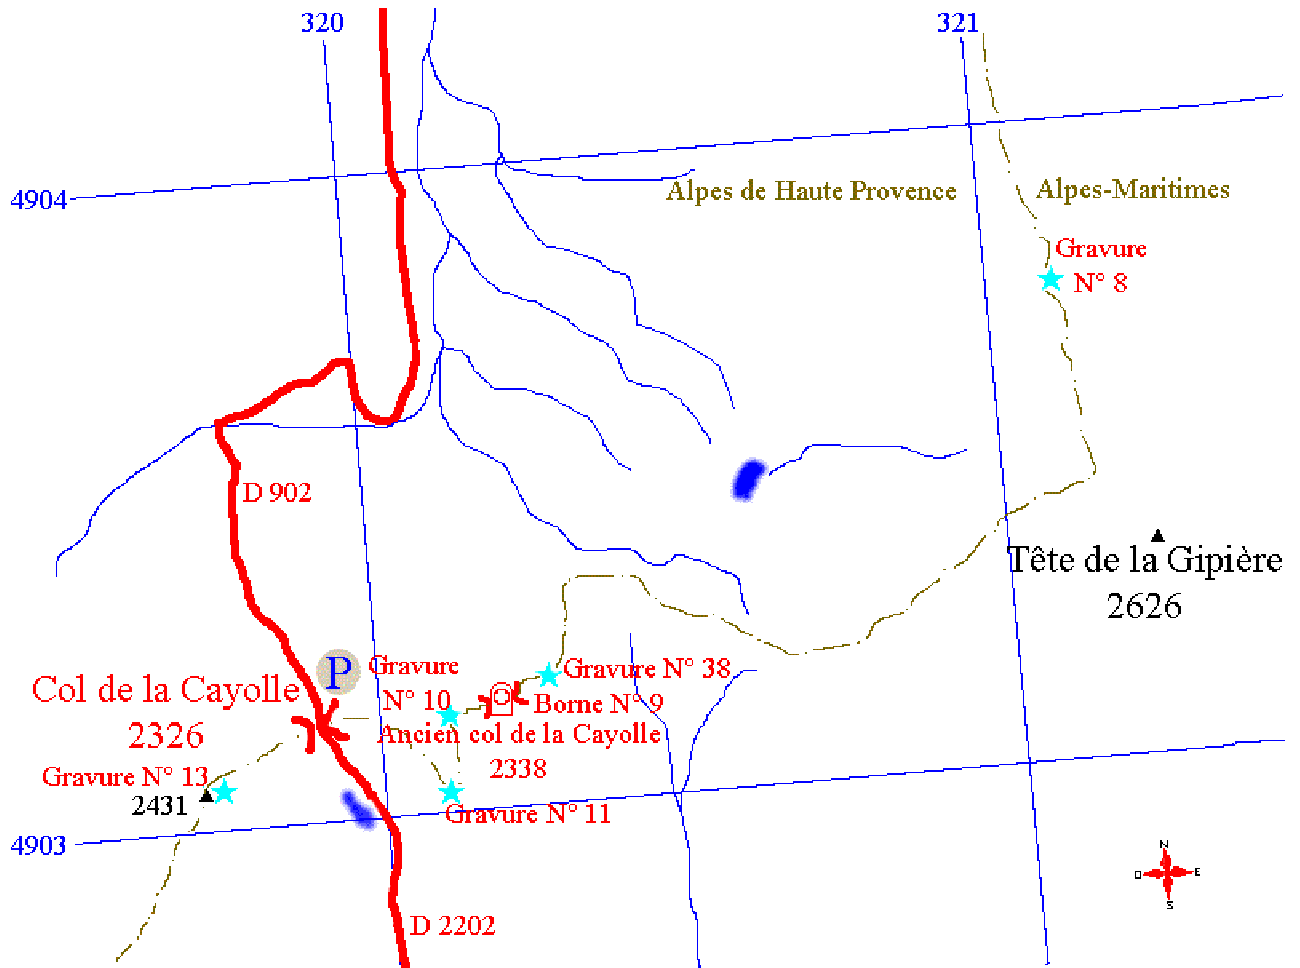 320
321
4904
Alpes de Haute Provence
Alpes-Maritimes
Gravure
N° 8
D 902
Tête de la Gipière
2626
P
Gravure
N° 10
Gravure N° 38
Col de la Cayolle
2326
Borne N° 9
Ancien col de la Cayolle
2338
Gravure N° 13
2431
Gravure N° 11
4903
N
O
E
S
D 2202